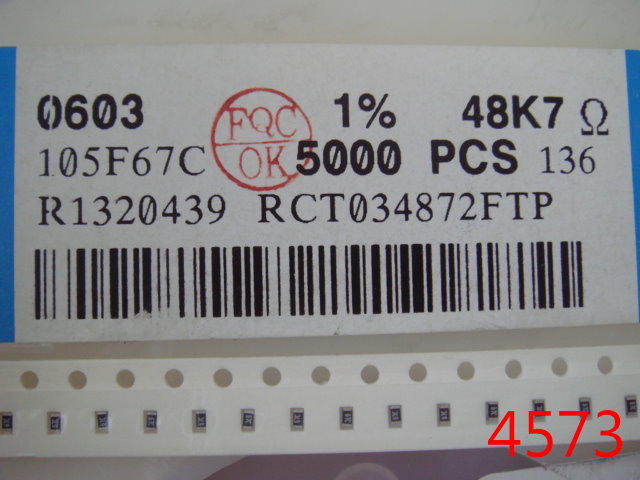 0603 FQC 1% 48K7 Ω
105F67C OK 5000 PCS 136
R1320439 RCT034872FTP
4573